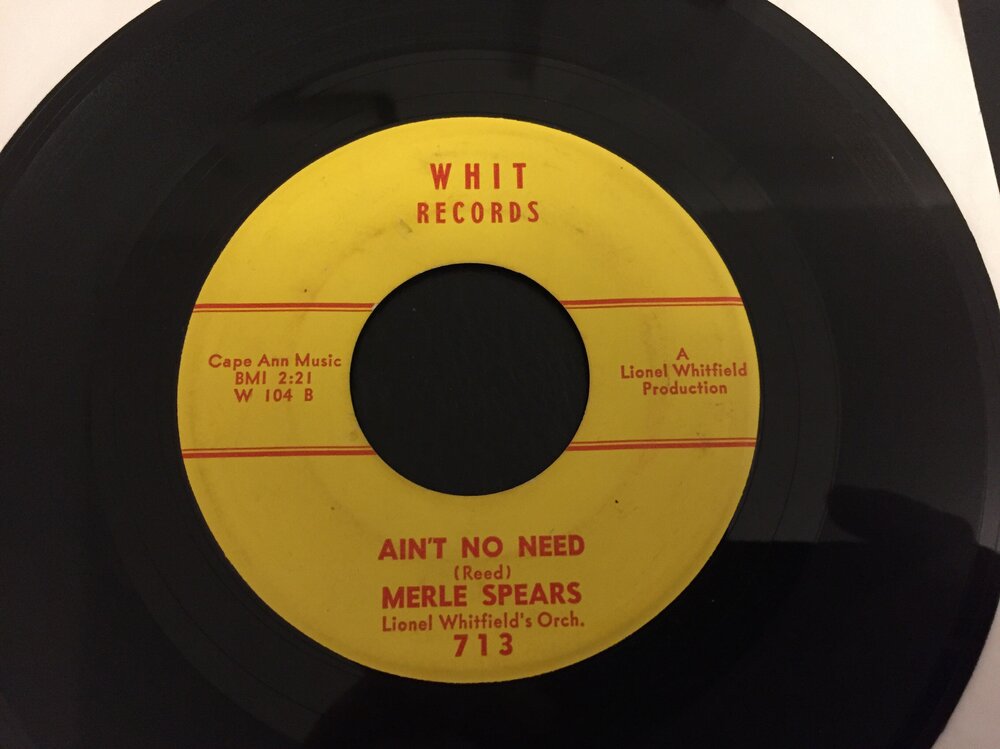 WHIT
RECORDS
Cape Ann Music
BMI 2:21
W 104 B
A
Lionel Whitfield
Production
AIN'T NO NEED
(Reed)
MERLE SPEARS
Lionel Whitfield's Orch.
713